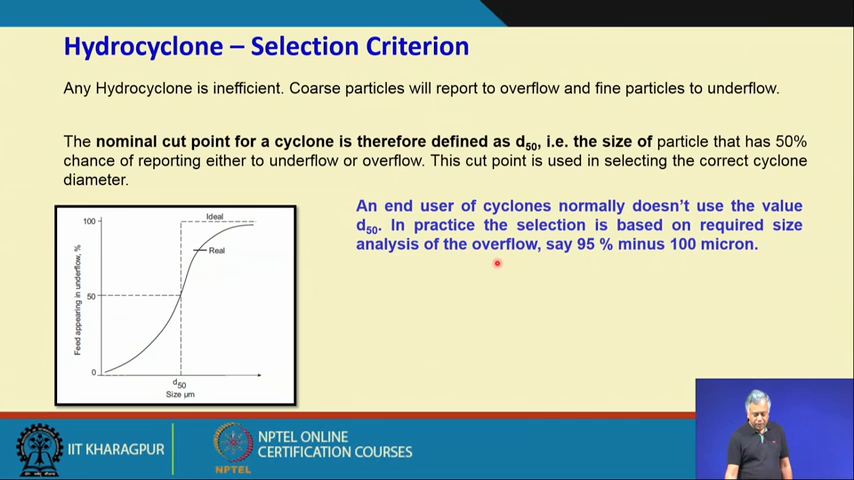 Hydrocyclone – Selection Criterion
Any Hydrocyclone is inefficient. Coarse particles will report to overflow and fine particles to underflow.
The nominal cut point for a cyclone is therefore defined as d50, i.e. the size of particle that has 50%
chance of reporting either to underflow or overflow. This cut point is used in selecting the correct cyclone
diameter.
An end user of cyclones normally doesn't use the value
d50. In practice the selection is based on required size
analysis of the overflow, say 95 % minus 100 micron.
Feed appearing in underflow, %
100
50
0
Ideal
Real
d50
Size µm
IIT KHARAGPUR
NPTEL
NPTEL ONLINE
CERTIFICATION COURSES